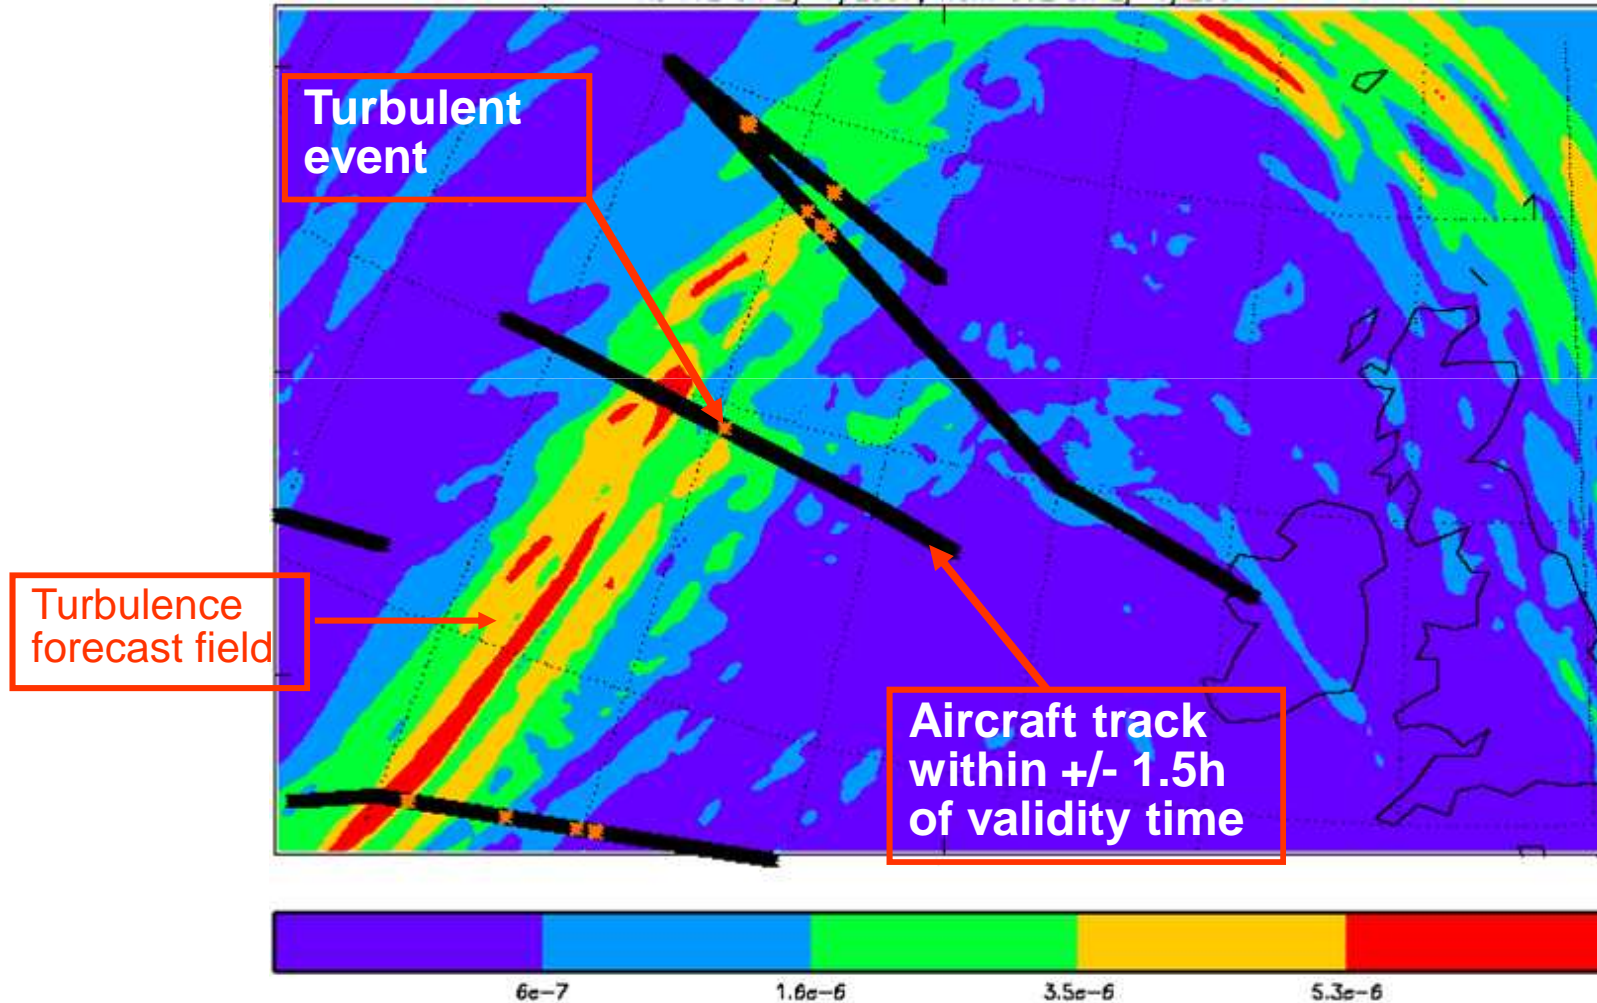 Turbulent
event
Turbulence
forecast field
Aircraft track
within +/- 1.5h
of validity time
6e-7 1.6e-6 3.5e-6 5.3e-6